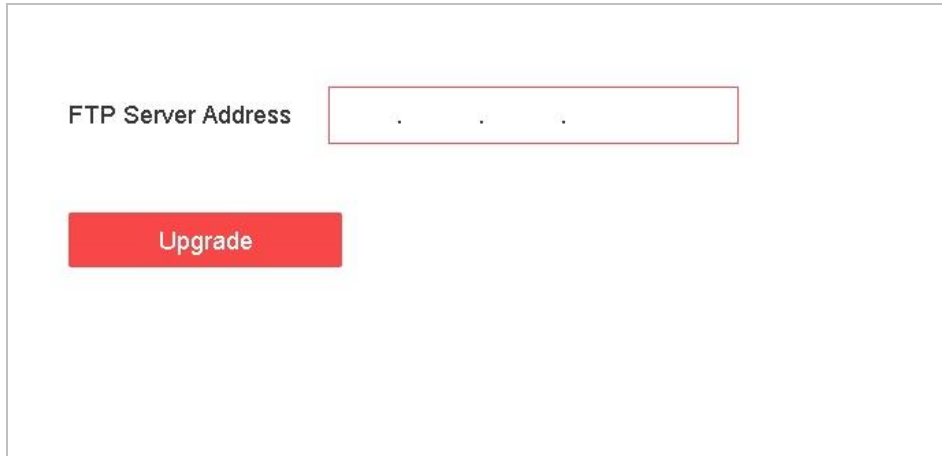 FTP Server Address . . .
Upgrade